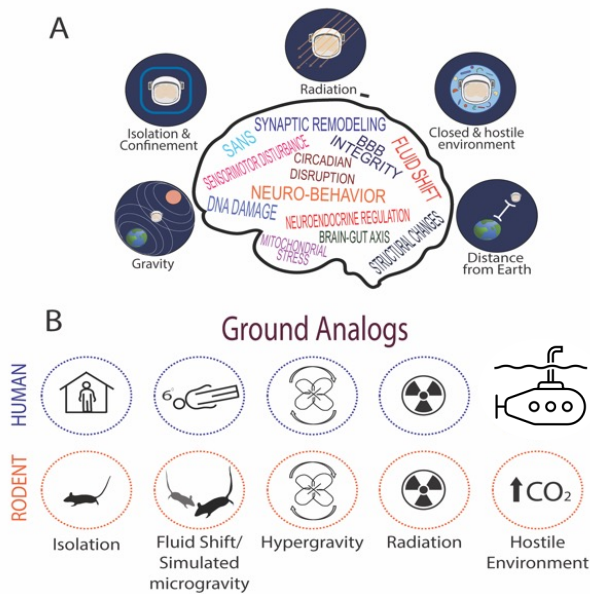 A
Radiation
Isolation &
Confinement
Closed & hostile
environment
SYNAPTIC REMODELING
SANS
BBB
INTEGRITY
FLUID SHIFT
SENSORIMOTOR DISTURBANCE
CIRCADIAN
DISRUPTION
NEURO-BEHAVIOR
DNA DAMAGE
NEUROENDOCRINE REGULATION
BRAIN-GUT AXIS
STRUCTURAL CHANGES
MITOCHONDRIAL
STRESS
Gravity
Distance
from Earth
B
Ground Analogs
HUMAN
6°
RODENT
CO₂
Isolation
Fluid Shift/
Simulated
microgravity
Hypergravity
Radiation
Hostile
Environment